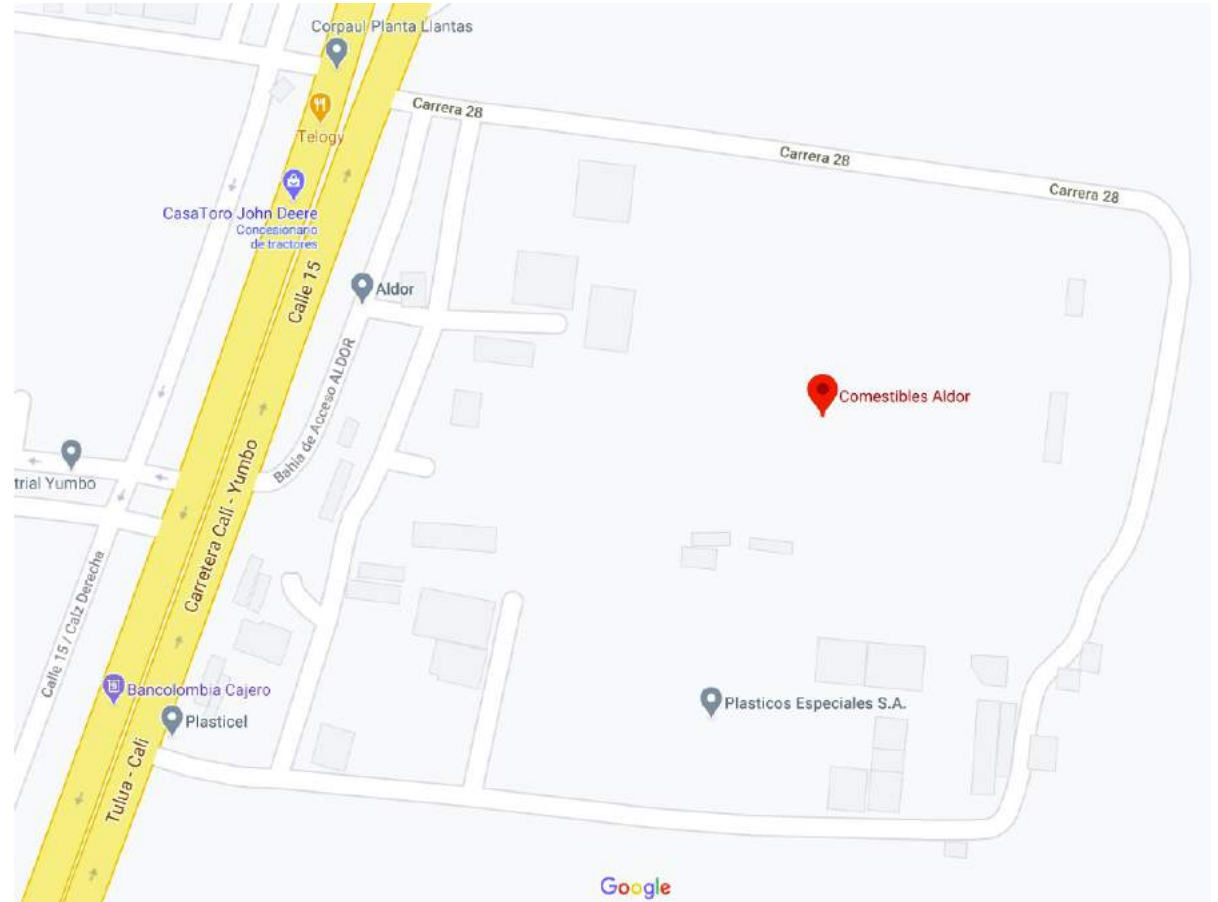 Corpaul Planta Llantas
Carrera 28
Telogy
Carrera 28
Carrera 28
CasaToro John Deere
Concesionario
de tractores
Calle 15
Aldor
Bahia de Acceso ALDOR
Comestibles Aldor
Carretera Cali - Yumbo
trial Yumbo
Calle 15 / Calz Derecha
Bancolombia Cajero
Plasticel
Plasticos Especiales S.A.
Tulua - Cali
Google